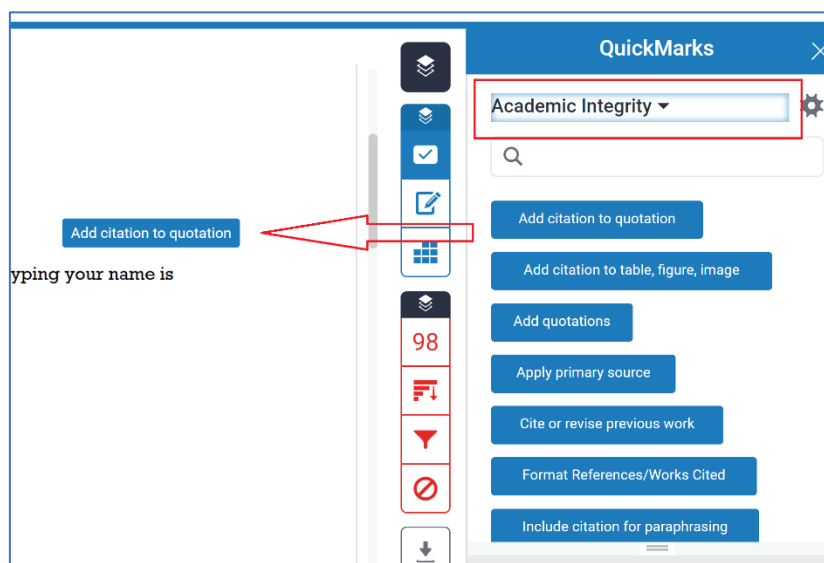 QuickMarks
Academic Integrity
Add citation to quotation
yping your name is
98
Add citation to quotation
Add citation to table, figure, image
Add quotations
Apply primary source
Cite or revise previous work
Format References/Works Cited
Include citation for paraphrasing